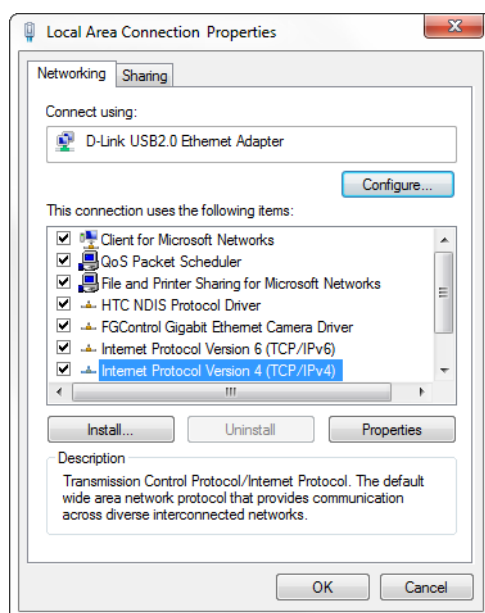 Local Area Connection Properties
Networking
Sharing
Connect using:
D-Link USB2.0 Ethernet Adapter
Configure...
This connection uses the following items:
Client for Microsoft Networks
QoS Packet Scheduler
File and Printer Sharing for Microsoft Networks
HTC NDIS Protocol Driver
FGControl Gigabit Ethernet Camera Driver
Internet Protocol Version 6 (TCP/IPv6)
Internet Protocol Version 4 (TCP/IPv4)
Install...
Uninstall
Properties
Description
Transmission Control Protocol/Internet Protocol. The default
wide area network protocol that provides communication
across diverse interconnected networks.
OK
Cancel